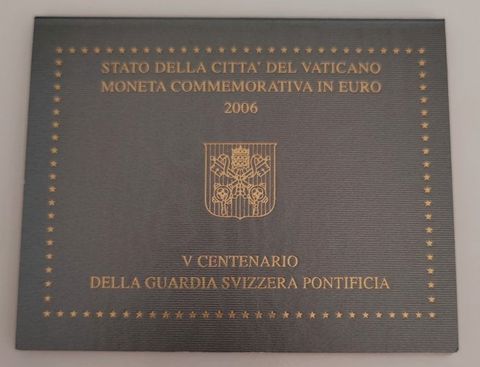 STATO DELLA CITTA' DEL VATICANO
MONETA COMMEMORATIVA IN EURO
2006
V CENTENARIO
DELLA GUARDIA SVIZZERA PONTIFICIA